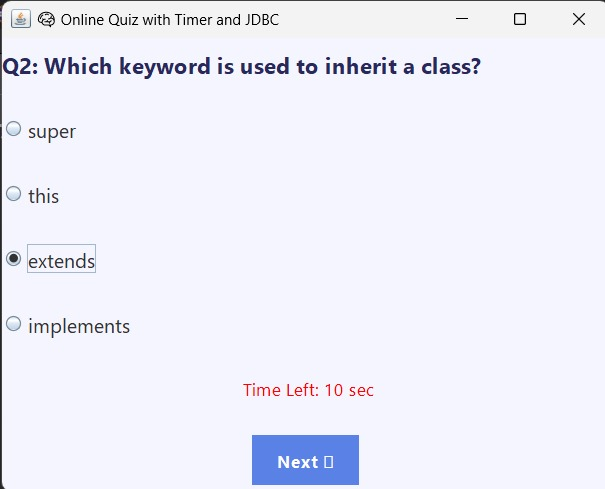 Online Quiz with Timer and JDBC
Q2: Which keyword is used to inherit a class?
super
this
extends
implements
Time Left: 10 sec
Next